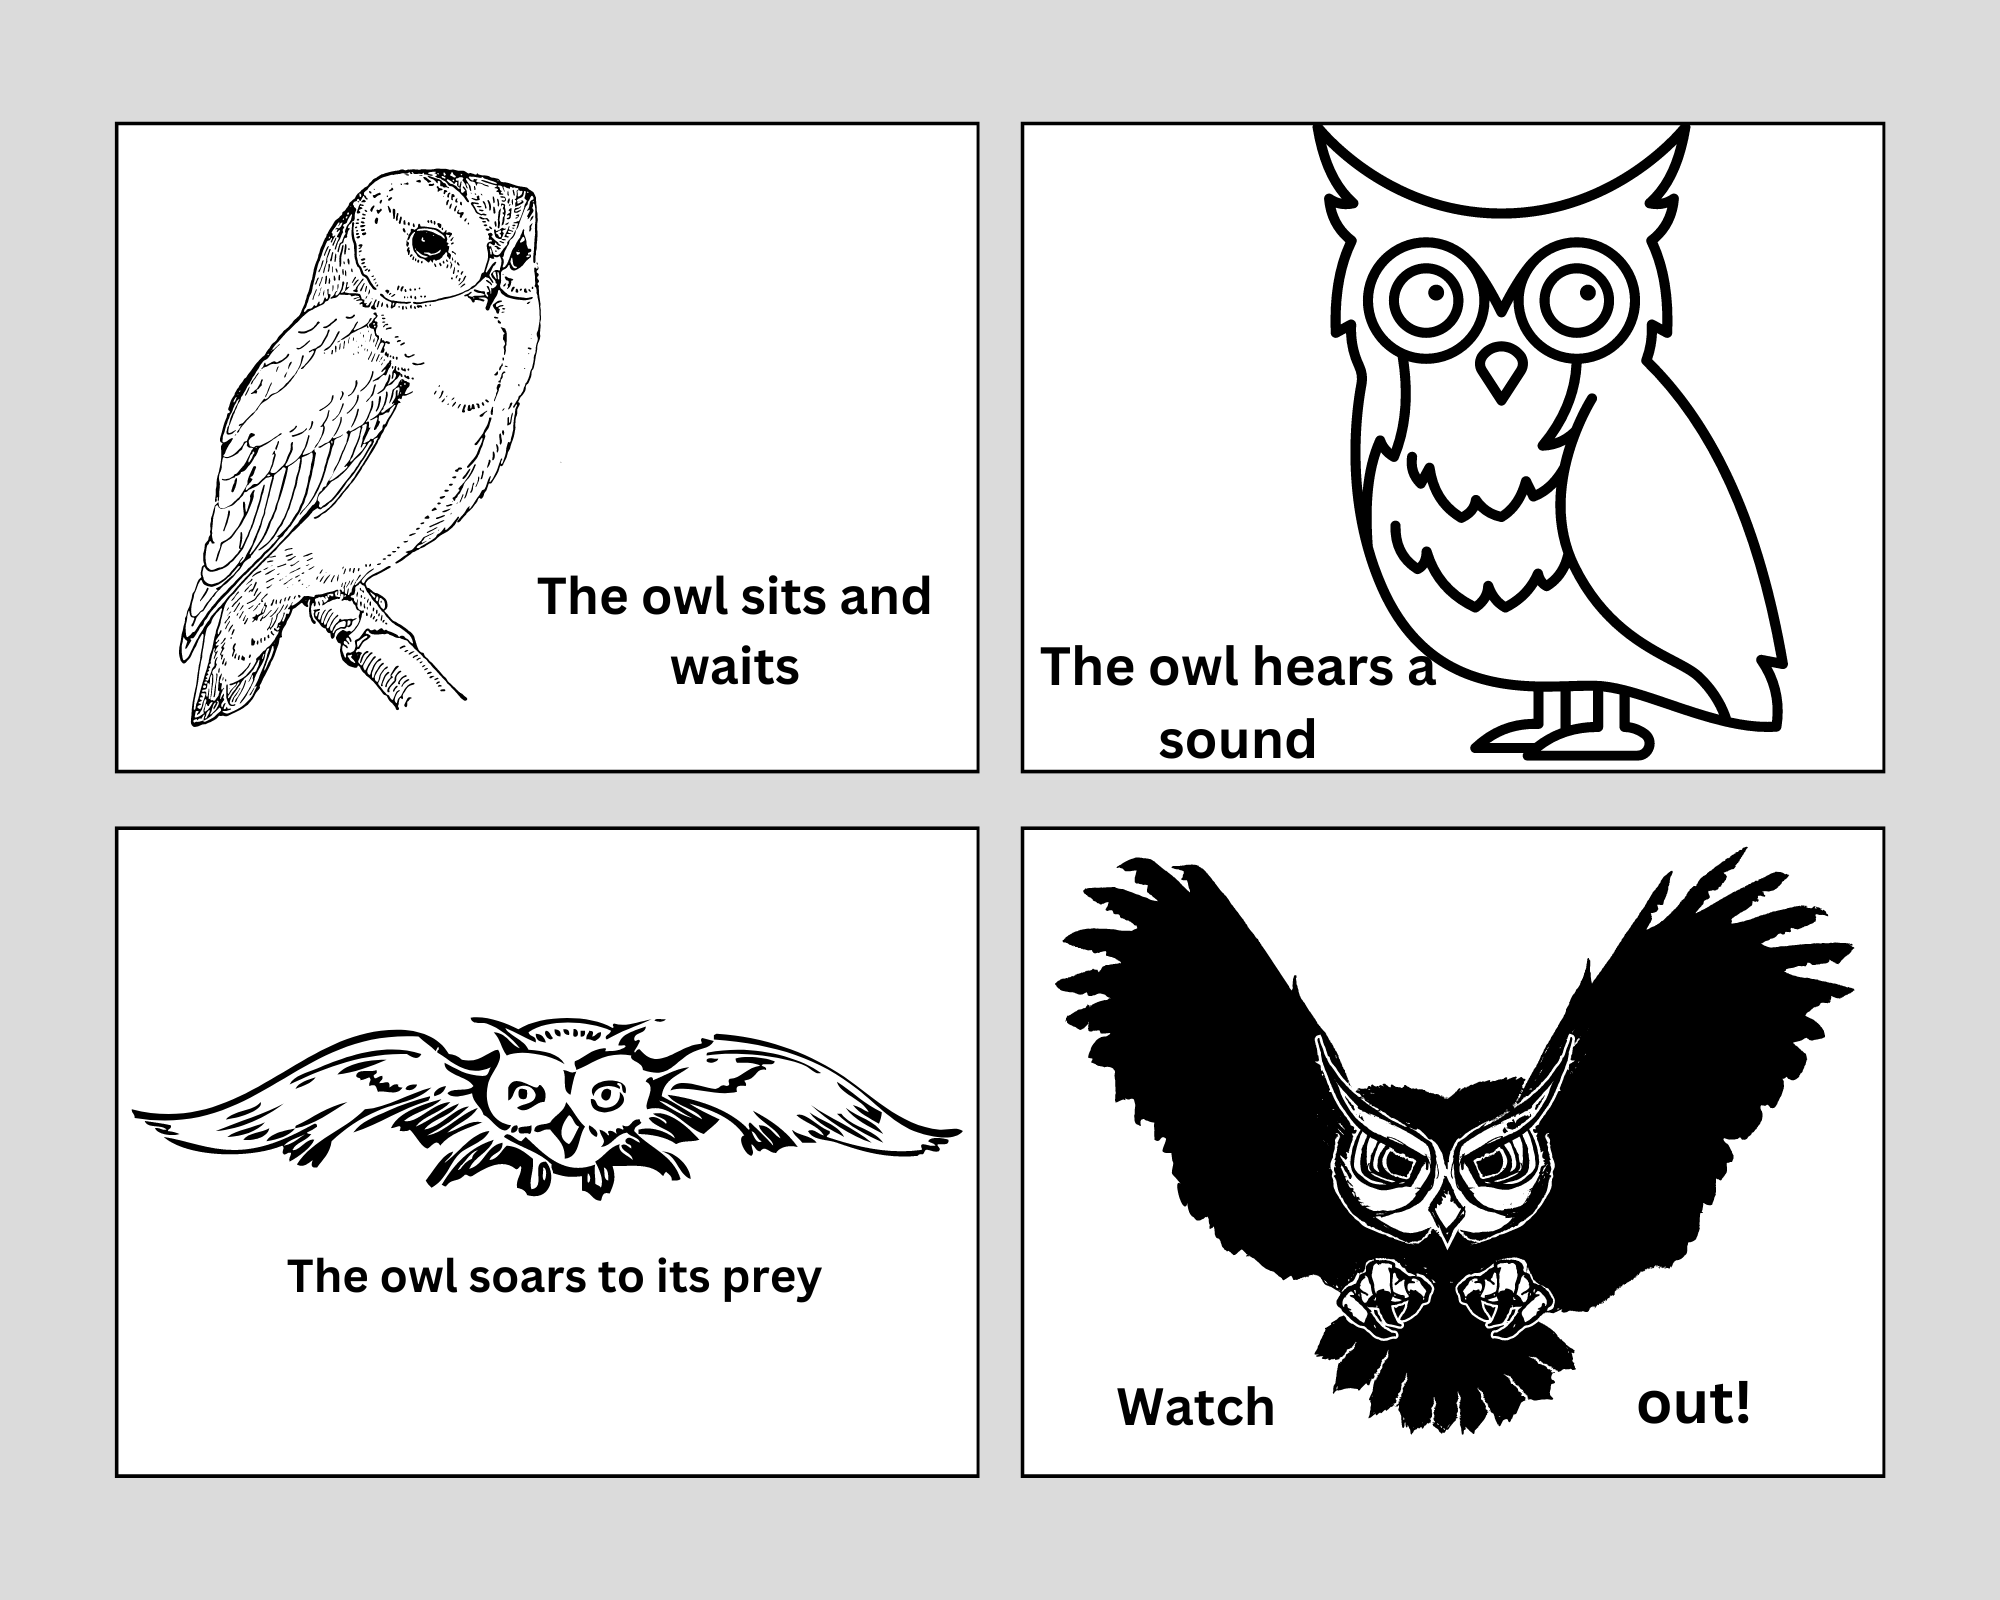 The owl sits and
waits
The owl hears a
sound
The owl soars to its prey
Watch out!